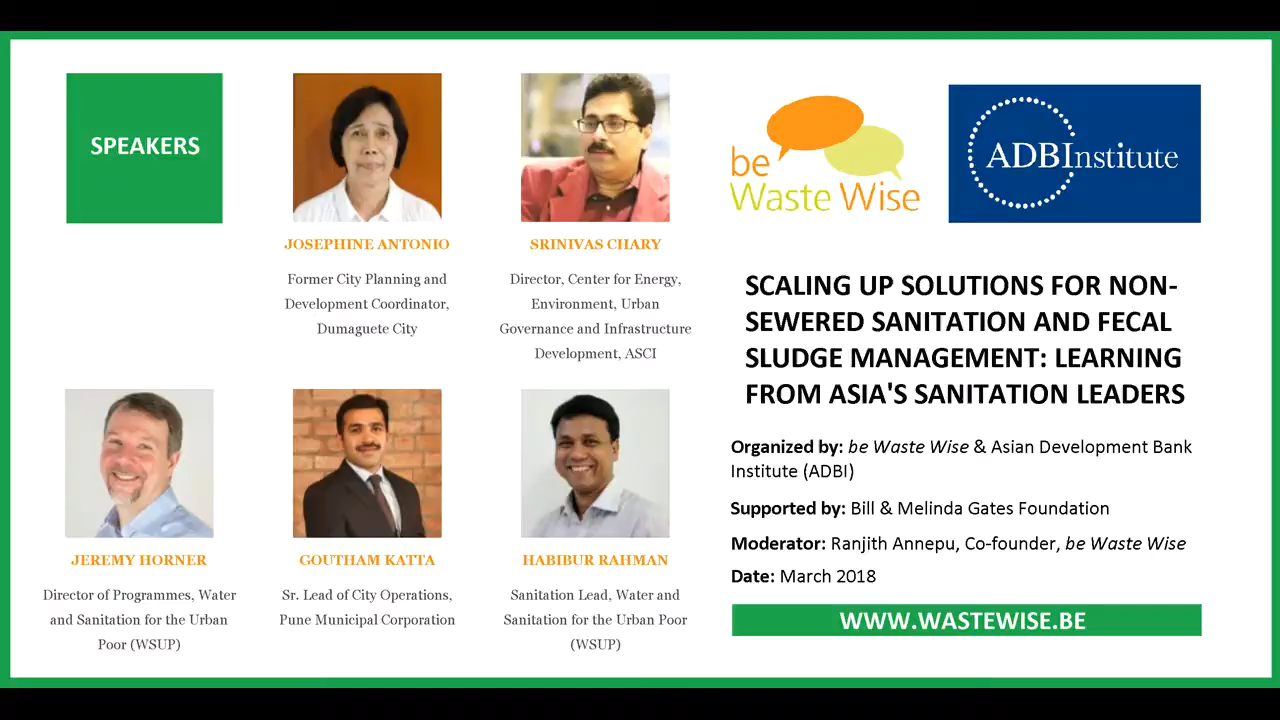 SPEAKERS
JOSEPHINE ANTONIO
Former City Planning and
Development Coordinator,
Dumaguete City
SRINIVAS CHARY
Director, Center for Energy,
Environment, Urban
Governance and Infrastructure
Development, ASCI
JEREMY HORNER
Director of Programmes, Water
and Sanitation for the Urban
Poor (WSUP)
GOUTHAM KATTA
Sr. Lead of City Operations,
Pune Municipal Corporation
HABIBUR RAHMAN
Sanitation Lead, Water and
Sanitation for the Urban Poor
(WSUP)
be
Waste Wise
ADBInstitute
SCALING UP SOLUTIONS FOR NON-
SEWERED SANITATION AND FECAL
SLUDGE MANAGEMENT: LEARNING
FROM ASIA'S SANITATION LEADERS
Organized by: be Waste Wise & Asian Development Bank
Institute (ADBI)
Supported by: Bill & Melinda Gates Foundation
Moderator: Ranjith Annepu, Co-founder, be Waste Wise
Date: March 2018
WWW.WASTEWISE.BE